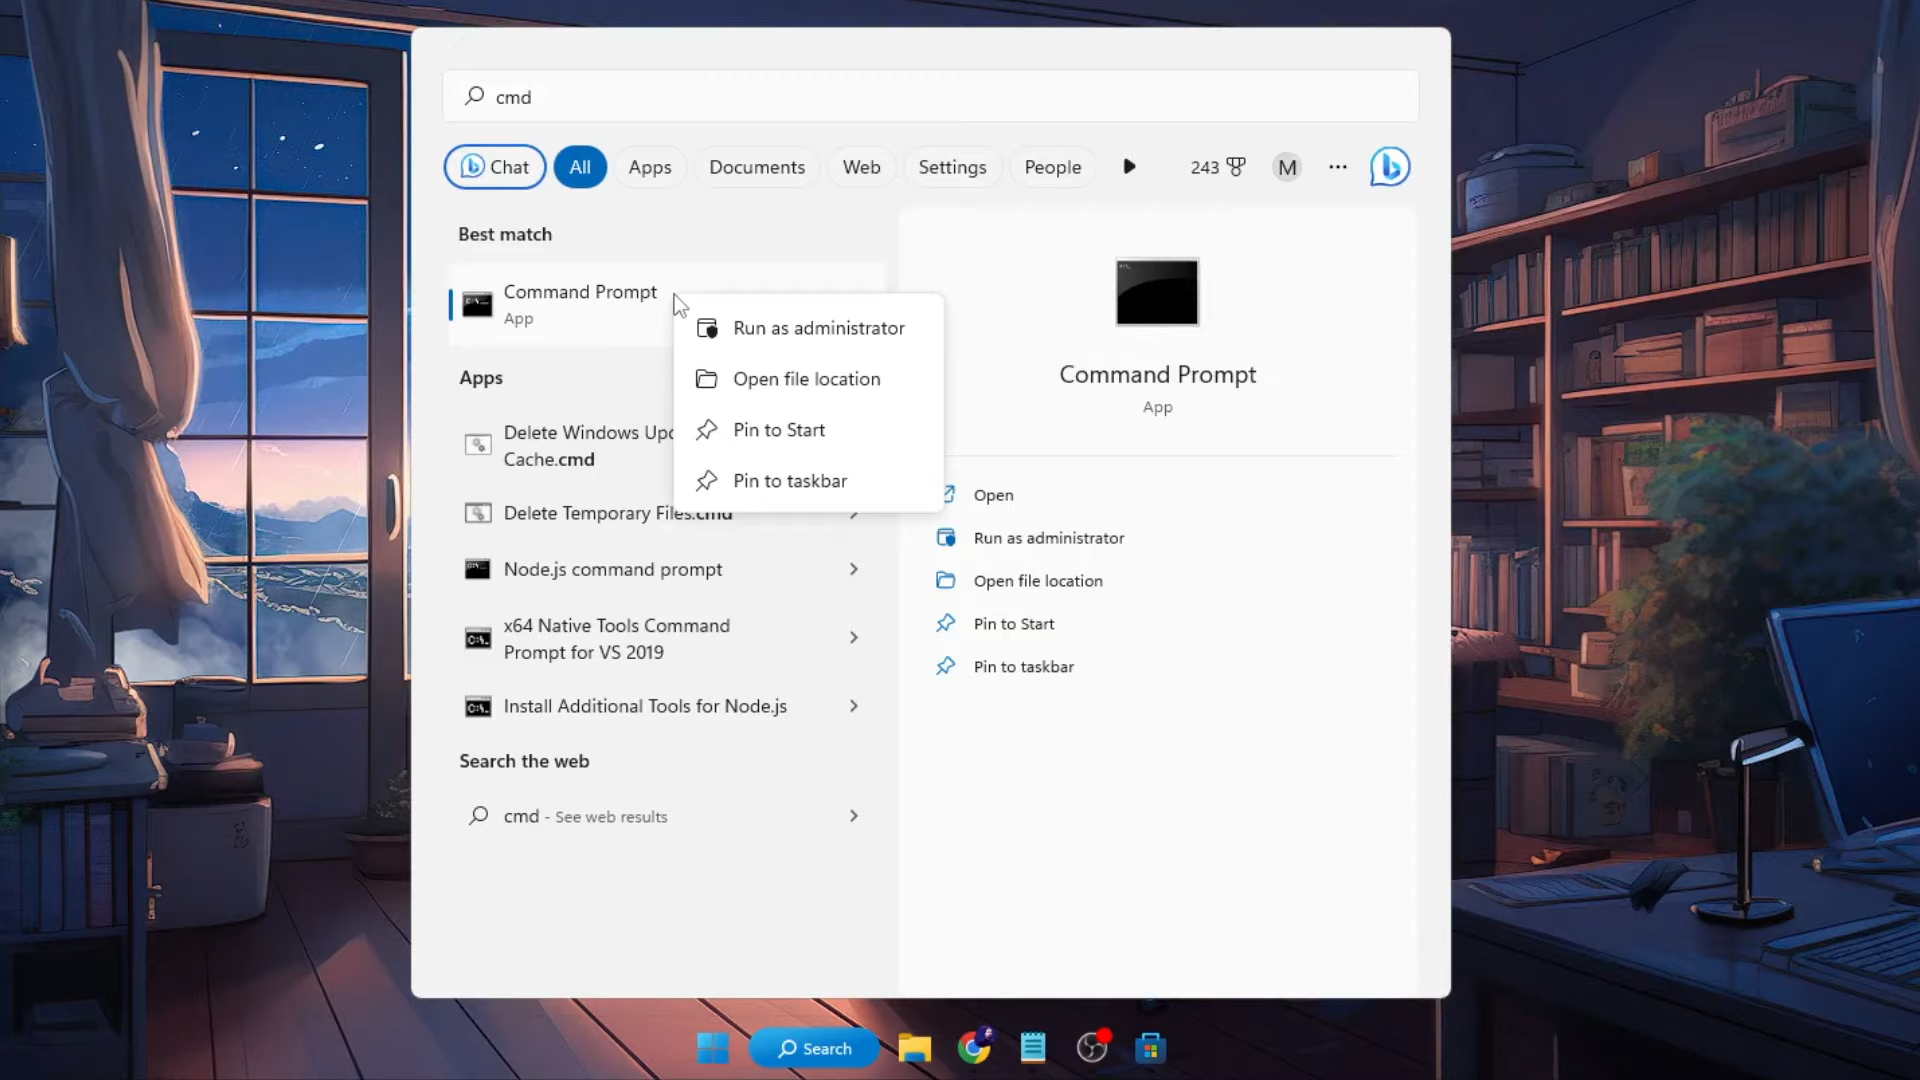 cmd
Chat
All
Apps
Documents
Web
Settings
People
243
M
Best match
Command Prompt
App
Run as administrator
Open file location
Pin to Start
Pin to taskbar
Apps
Delete Windows
Cache.cmd
Delete Temporary Files.cmd
Node.js command prompt
x64 Native Tools Command
Prompt for VS 2019
Install Additional Tools for Node.js
Search the web
cmd - See web results
Command Prompt
App
Open
Run as administrator
Open file location
Pin to Start
Pin to taskbar
Search